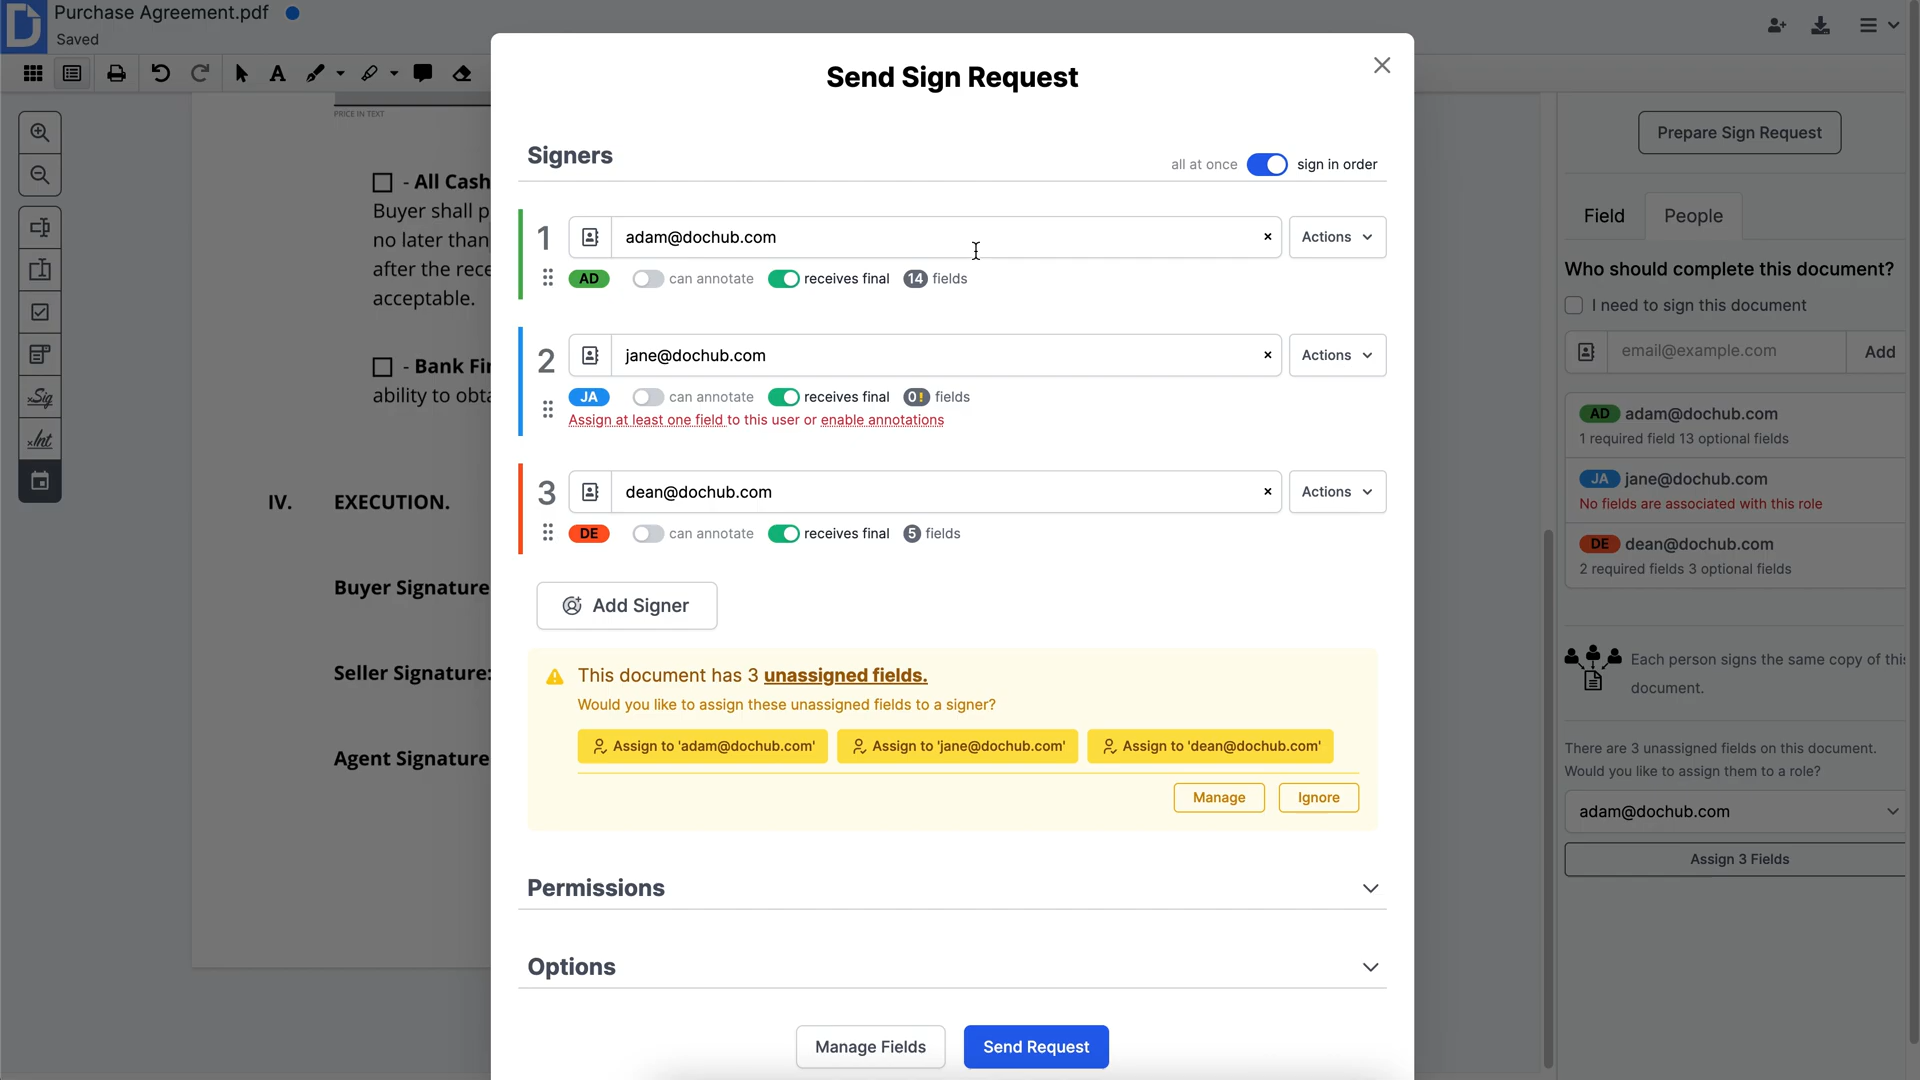 Purchase Agreement.pdf
Saved
PRICE IN TEXT
- All Cash
Buyer shall p
no later than
after the rece
acceptable.
- Bank Fin
ability to obta
IV. EXECUTION.
Buyer Signature
Seller Signature:
Agent Signature
Send Sign Request
Signers
all at once sign in order
1 adam@dochub.com × Actions
AD can annotate receives final 14 fields
2 jane@dochub.com × Actions
JA can annotate receives final 0! fields
Assign at least one field to this user or enable annotations
3 dean@dochub.com × Actions
DE can annotate receives final 5 fields
Add Signer
This document has 3 unassigned fields.
Would you like to assign these unassigned fields to a signer?
Assign to 'adam@dochub.com' Assign to 'jane@dochub.com' Assign to 'dean@dochub.com'
Manage Ignore
Permissions
Options
Manage Fields Send Request
Prepare Sign Request
Field People
Who should complete this document?
I need to sign this document
email@example.com Add
AD adam@dochub.com
1 required field 13 optional fields
JA jane@dochub.com
No fields are associated with this role
DE dean@dochub.com
2 required fields 3 optional fields
Each person signs the same copy of this
document.
There are 3 unassigned fields on this document.
Would you like to assign them to a role?
adam@dochub.com
Assign 3 Fields
A
xSig
xInt